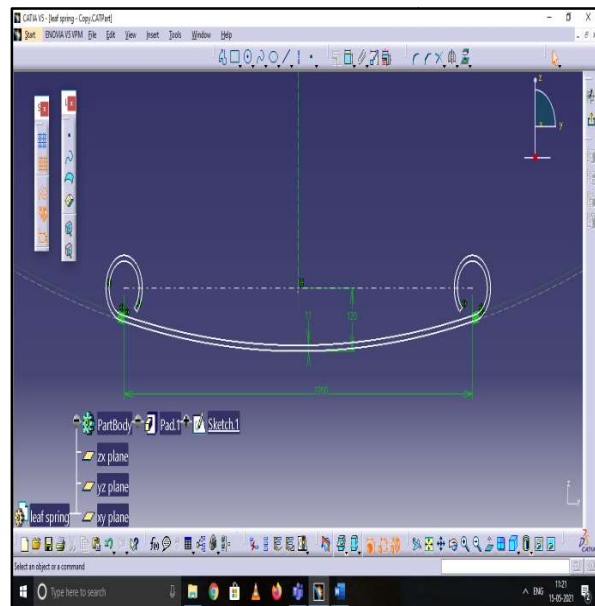 CATIA V5 - [leaf spring - Copy.CATPart]
Start ENOVIA V5 VPM File Edit View Insert Tools Window Help
z
x y
11
120
PartBody Pad.1 Sketch.1
zx plane
yz plane
leaf spring xy plane
f(x)
CATIA
Select an object or a command
Type here to search
ENG 11:21
15-05-2021